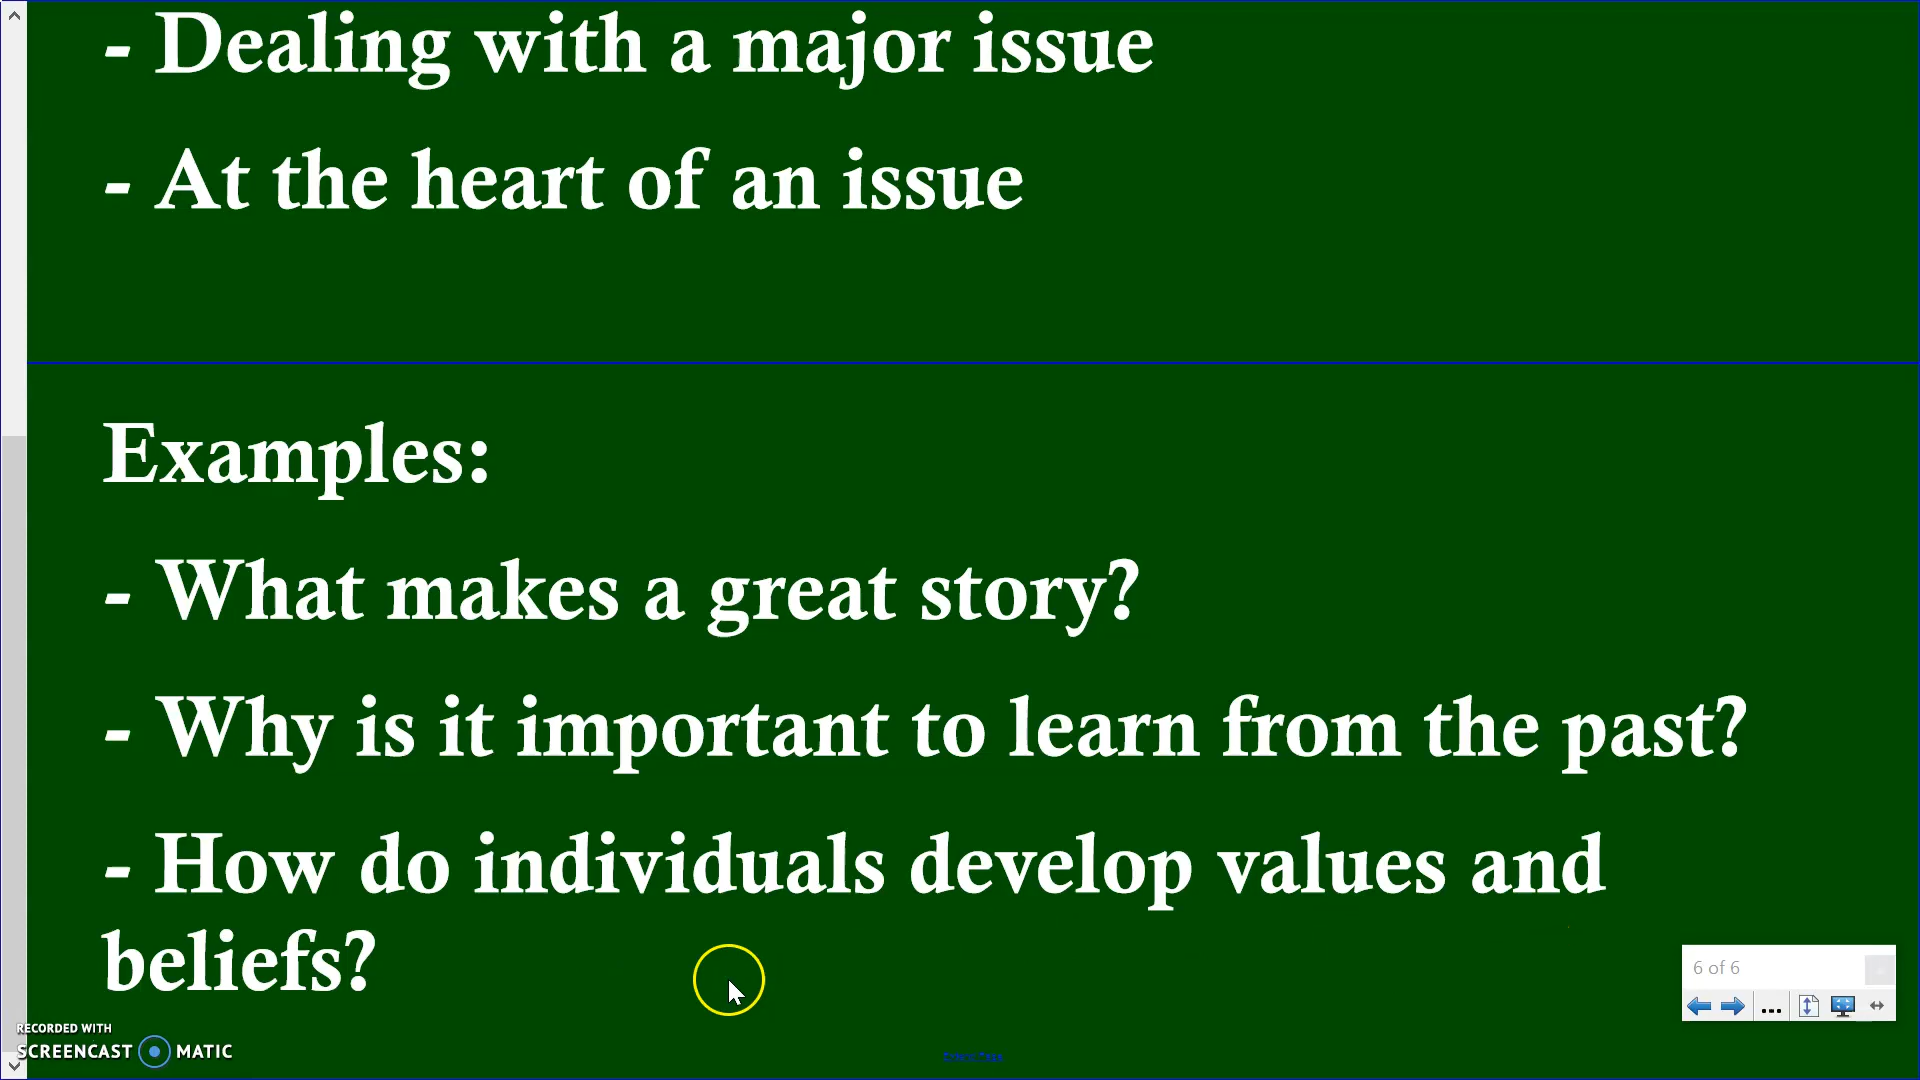 - Dealing with a major issue
- At the heart of an issue
Examples:
- What makes a great story?
- Why is it important to learn from the past?
- How do individuals develop values and
beliefs?
6 of 6
...
RECORDED WITH
SCREENCAST MATIC
Extend Page